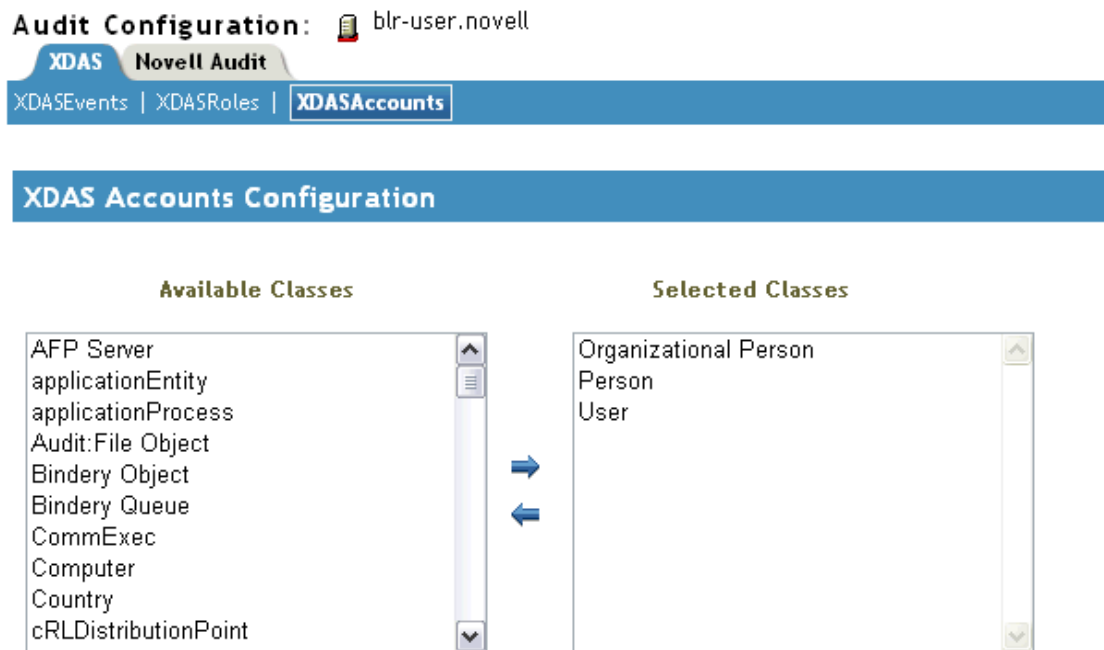 Audit Configuration: blr-user.novell
XDAS Novell Audit
XDASEvents | XDASRoles | XDASAccounts
XDAS Accounts Configuration
Available Classes Selected Classes
AFP Server
applicationEntity
applicationProcess
Audit:File Object
Bindery Object
Bindery Queue
CommExec
Computer
Country
cRLDistributionPoint
Organizational Person
Person
User